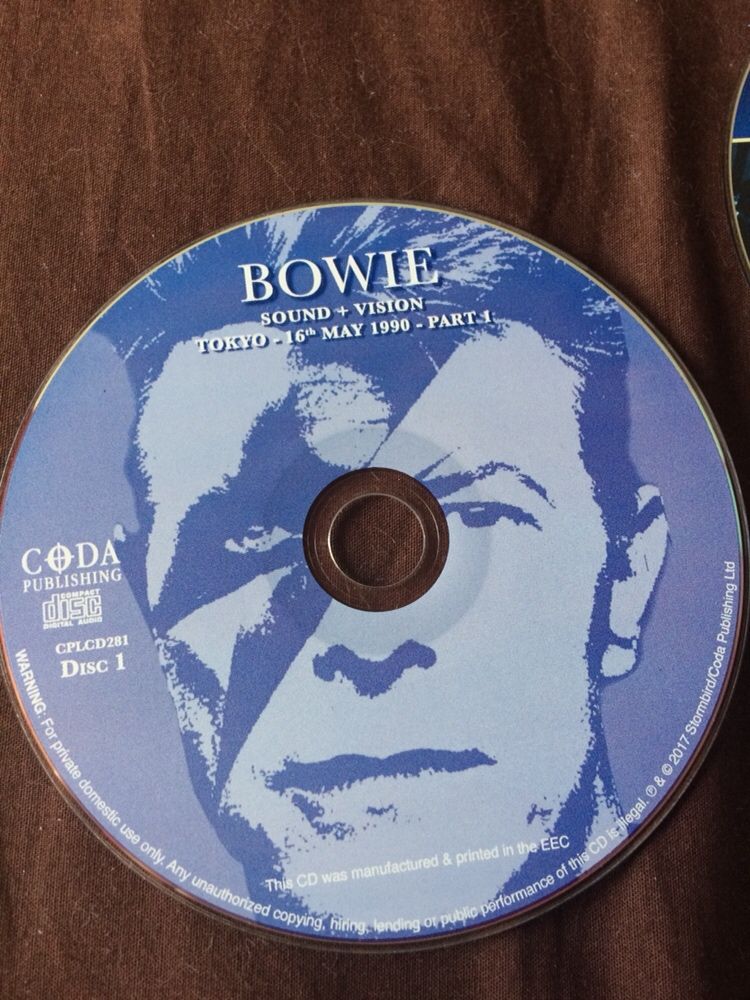 BOWIE
SOUND + VISION
TOKYO - 16th MAY 1990 - PART 1
CODA
PUBLISHING
COMPACT
disc
DIGITAL AUDIO
CPLCD281
DISC 1
This CD was manufactured & printed in the EEC
WARNING: For private domestic use only. Any unauthorized copying, hiring, lending or public performance of this CD is illegal. ℗ & © 2017 Stormbird/Coda Publishing Ltd